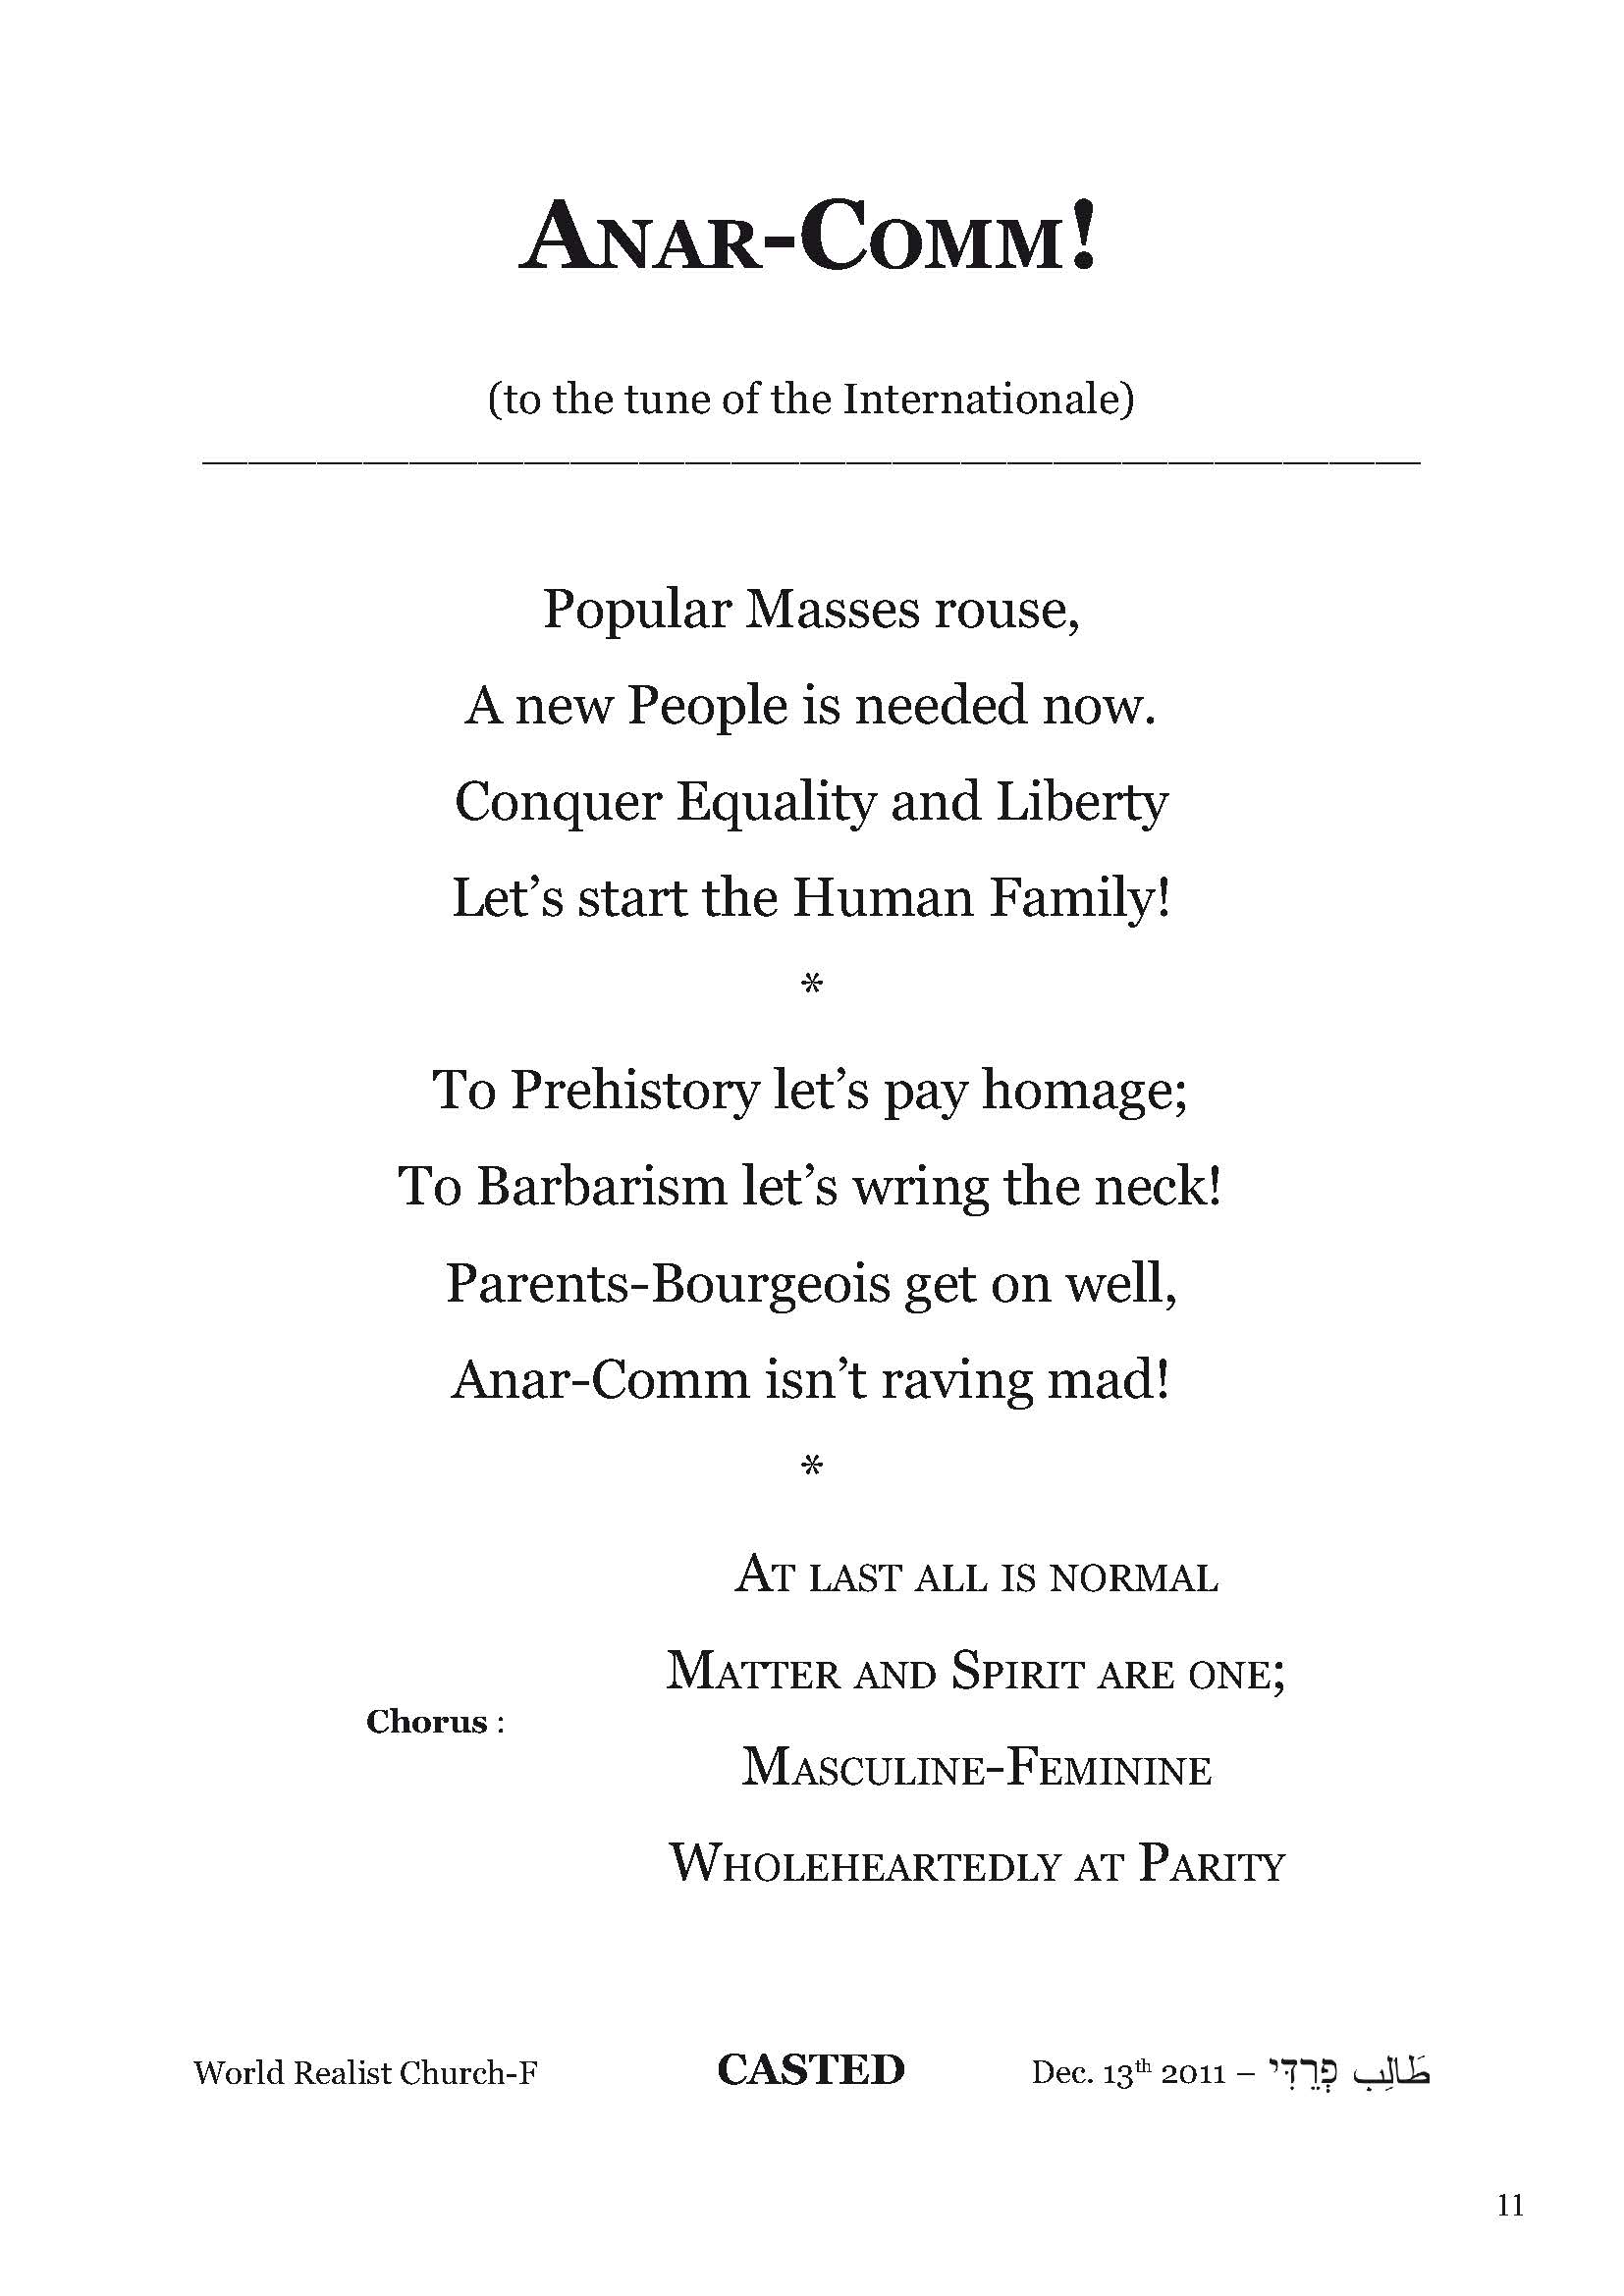 Anar-Comm!
(to the tune of the Internationale)
Popular Masses rouse,
A new People is needed now.
Conquer Equality and Liberty
Let’s start the Human Family!
*
To Prehistory let’s pay homage;
To Barbarism let’s wring the neck!
Parents-Bourgeois get on well,
Anar-Comm isn’t raving mad!
*
At last all is normal
Matter and Spirit are one;
Chorus :
Masculine-Feminine
Wholeheartedly at Parity
World Realist Church-F CASTED Dec. 13th 2011 – طَالِب פְרֵדִּי
11